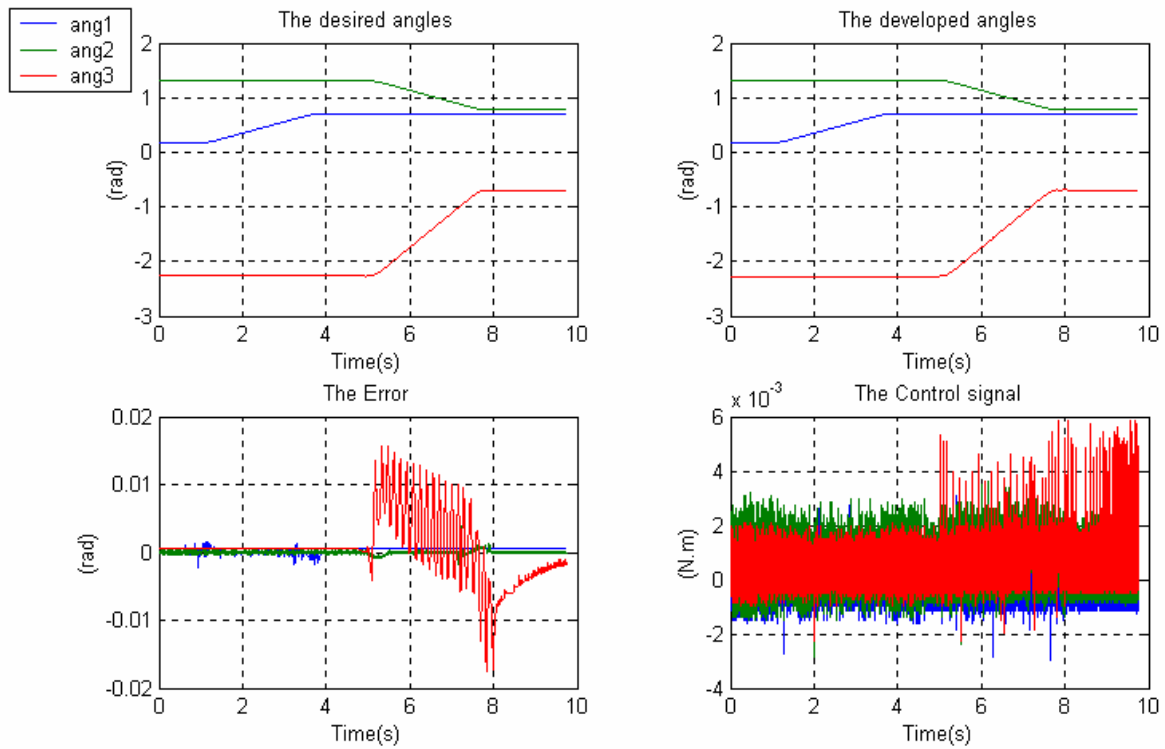 ang1
ang2
ang3
The desired angles
2
1
0
-1
-2
-3
(rad)
0 2 4 6 8 10
Time(s)
The developed angles
2
1
0
-1
-2
-3
(rad)
0 2 4 6 8 10
Time(s)
The Error
0.02
0.01
0
-0.01
-0.02
(rad)
0 2 4 6 8 10
Time(s)
x 10⁻³
The Control signal
6
4
2
0
-2
-4
(N.m)
0 2 4 6 8 10
Time(s)